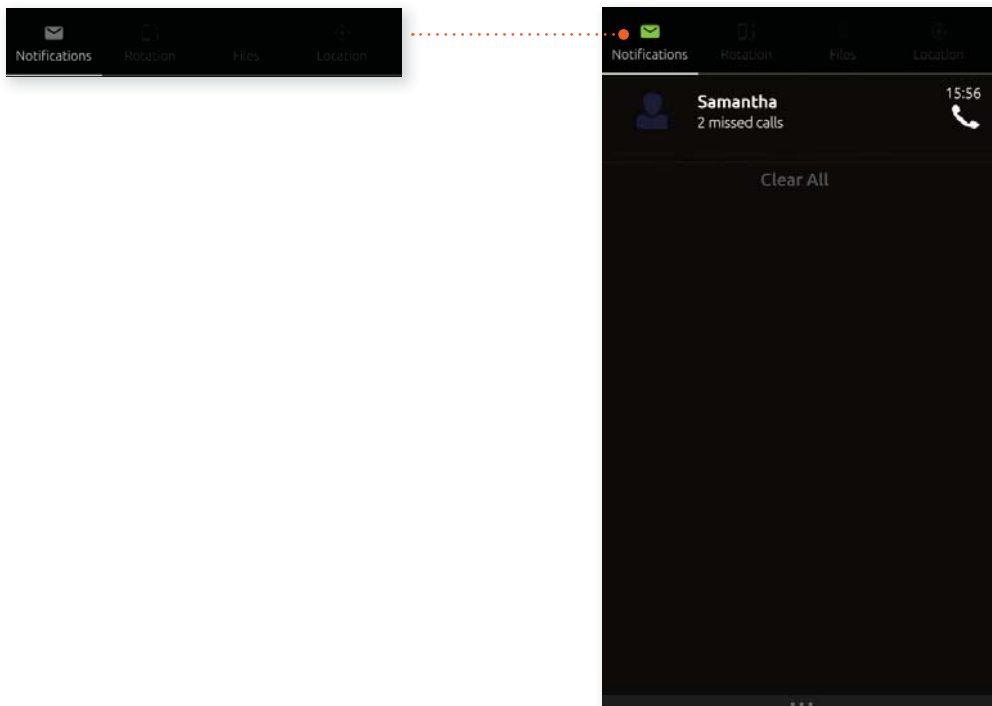 Notifications Rotation Files Location
Notifications Rotation Files Location
Samantha
2 missed calls
15:56
Clear All